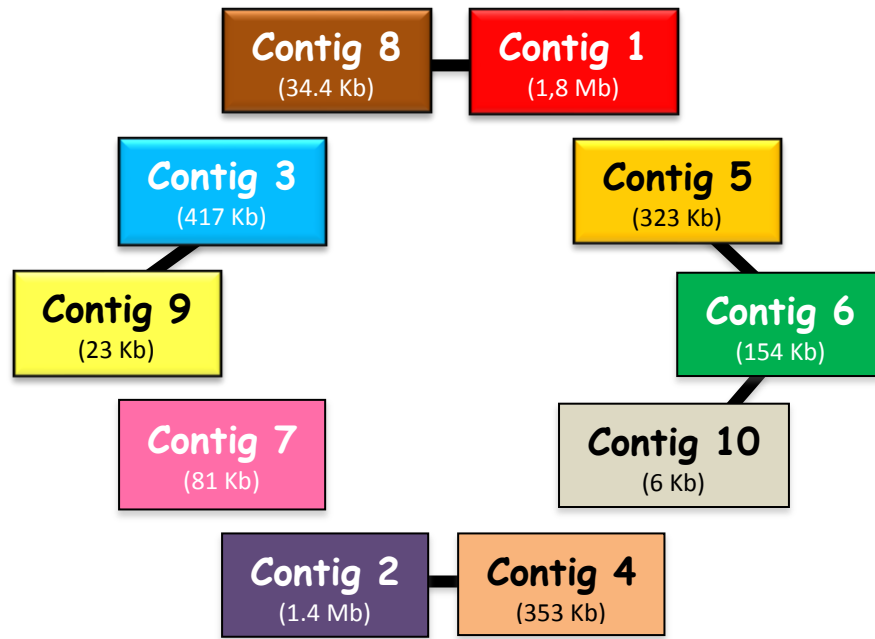 Contig 8
(34.4 Kb)
Contig 1
(1,8 Mb)
Contig 3
(417 Kb)
Contig 5
(323 Kb)
Contig 9
(23 Kb)
Contig 6
(154 Kb)
Contig 7
(81 Kb)
Contig 10
(6 Kb)
Contig 2
(1.4 Mb)
Contig 4
(353 Kb)